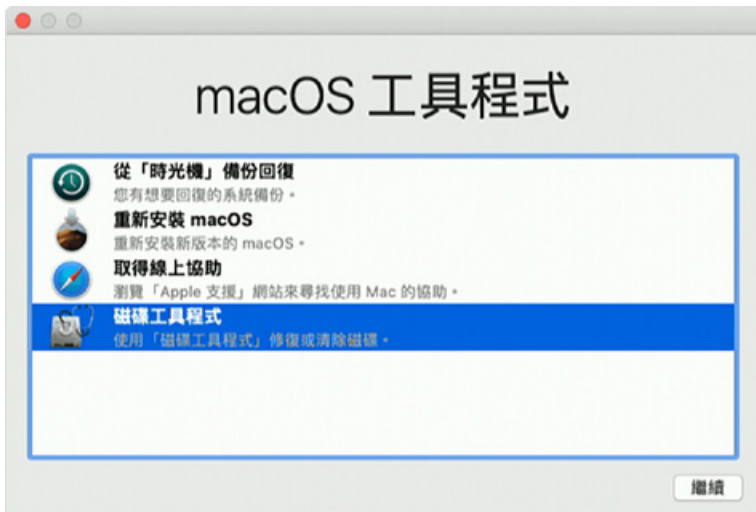 macOS 工具程式
從「時光機」備份回復
您有想要回復的系統備份。
重新安裝 macOS
重新安裝新版本的 macOS。
取得線上協助
瀏覽「Apple 支援」網站來尋找使用 Mac 的協助。
磁碟工具程式
使用「磁碟工具程式」修復或清除磁碟。
繼續